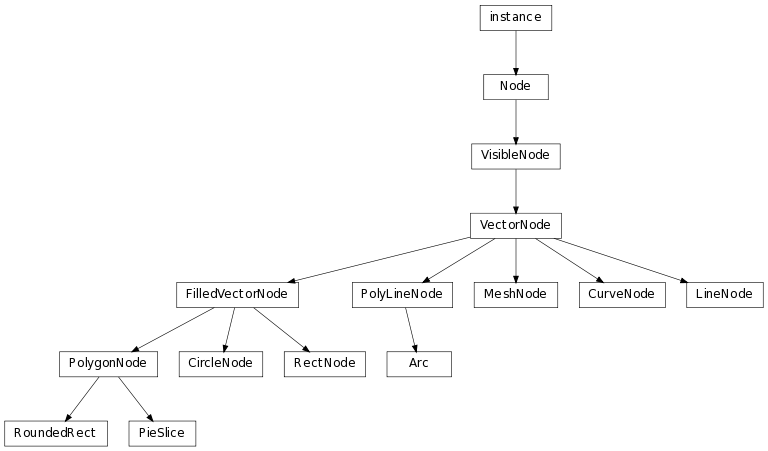 instance
Node
VisibleNode
VectorNode
FilledVectorNode
PolyLineNode
MeshNode
CurveNode
LineNode
PolygonNode
CircleNode
RectNode
Arc
RoundedRect
PieSlice